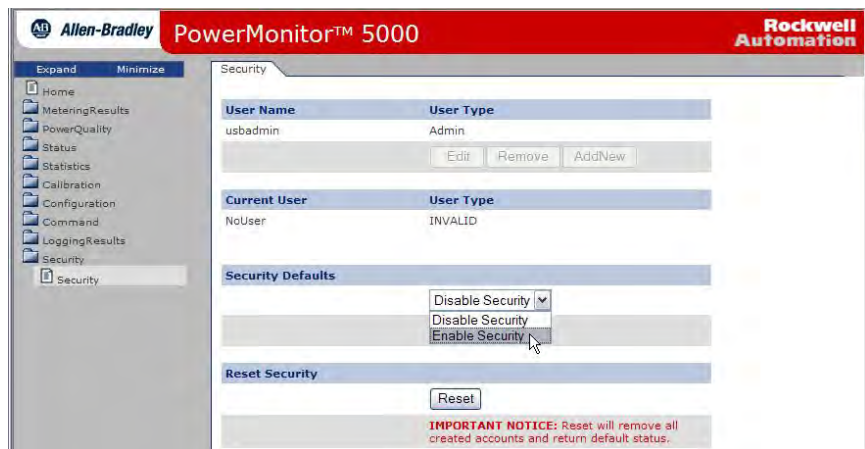 AB Allen-Bradley PowerMonitor™ 5000 Rockwell
Automation
Expand Minimize
Home
MeteringResults
PowerQuality
Status
Statistics
Calibration
Configuration
Command
LoggingResults
Security
Security
Security
User Name User Type
usbadmin Admin
Edit Remove AddNew
Current User User Type
NoUser INVALID
Security Defaults
Disable Security
Disable Security
Enable Security
Reset Security
Reset
IMPORTANT NOTICE: Reset will remove all
created accounts and return default status.